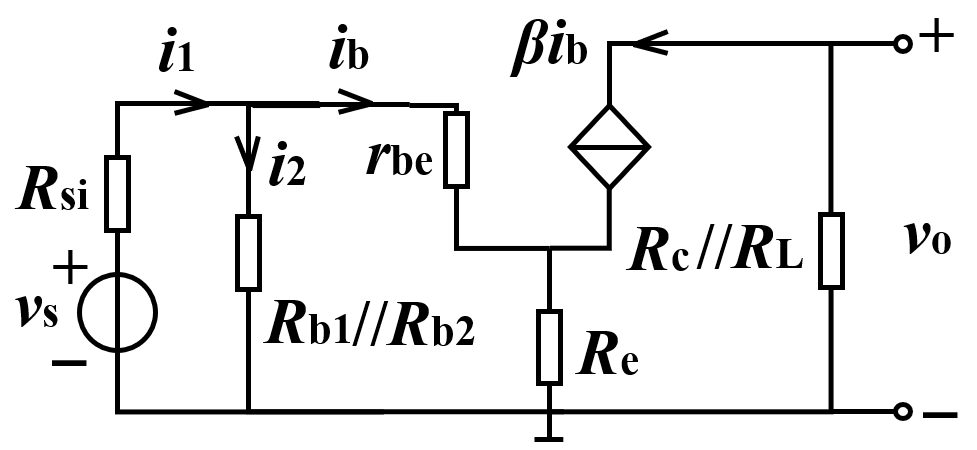 i1
ib
βib
+
Rsi
i2
rbe
+
vs
−
Rb1//Rb2
Re
Rc//RL
vo
−